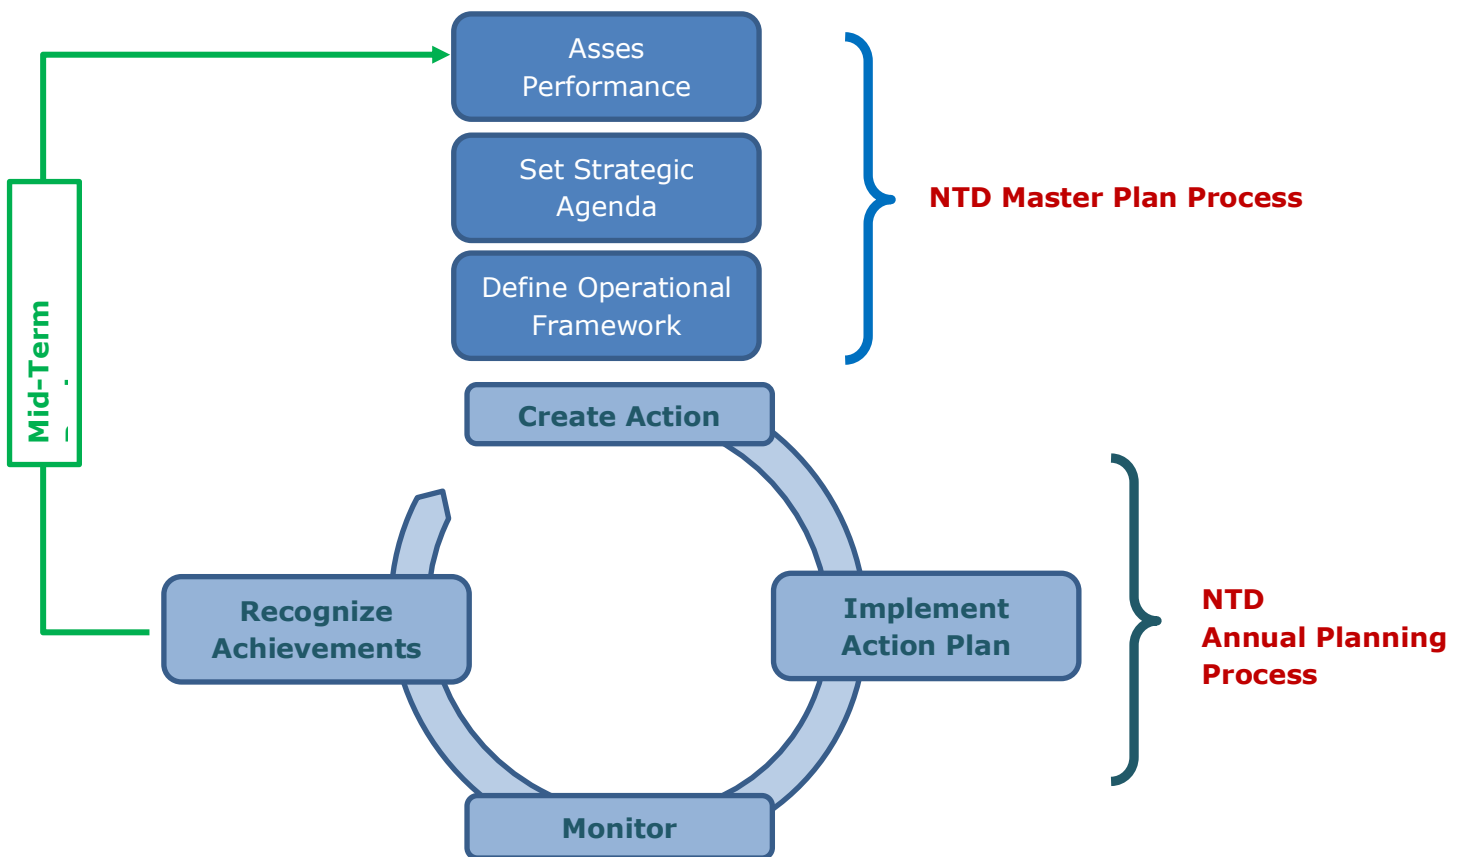 Asses
Performance
Set Strategic
Agenda
NTD Master Plan Process
Define Operational
Framework
Mid-Term
Create Action
Recognize
Achievements
Implement
Action Plan
NTD
Annual Planning
Process
Monitor